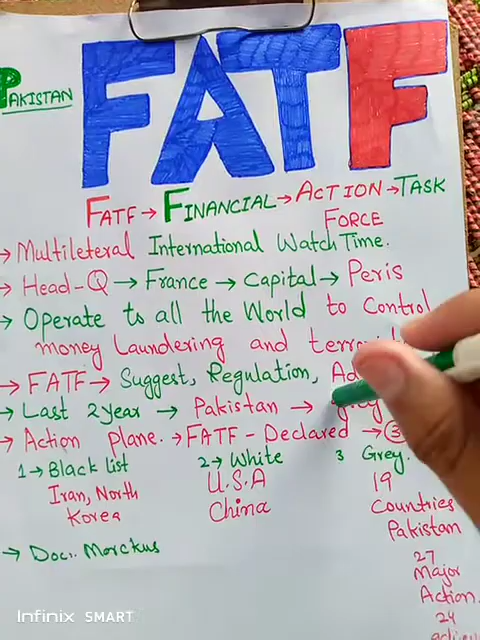 FATF
PAKISTAN
FATF → FINANCIAL → ACTION → TASK
FORCE
→ Multileteral International Watch Time.
→ Head-Q → France → Capital → Peris
→ Operate to all the World to Control
money Laundering and
→ FATF → Suggest, Regulation,
→ Last 2year → Pakistan →
→ Action plane. → FATF - Declared → 3
1 → Black list
Iran, North
Korea
2 → White
U.S.A
China
3 Grey.
19
Countries
Pakistan
27
Major
Action.
24
→ Doci. Morckus
Infinix SMART